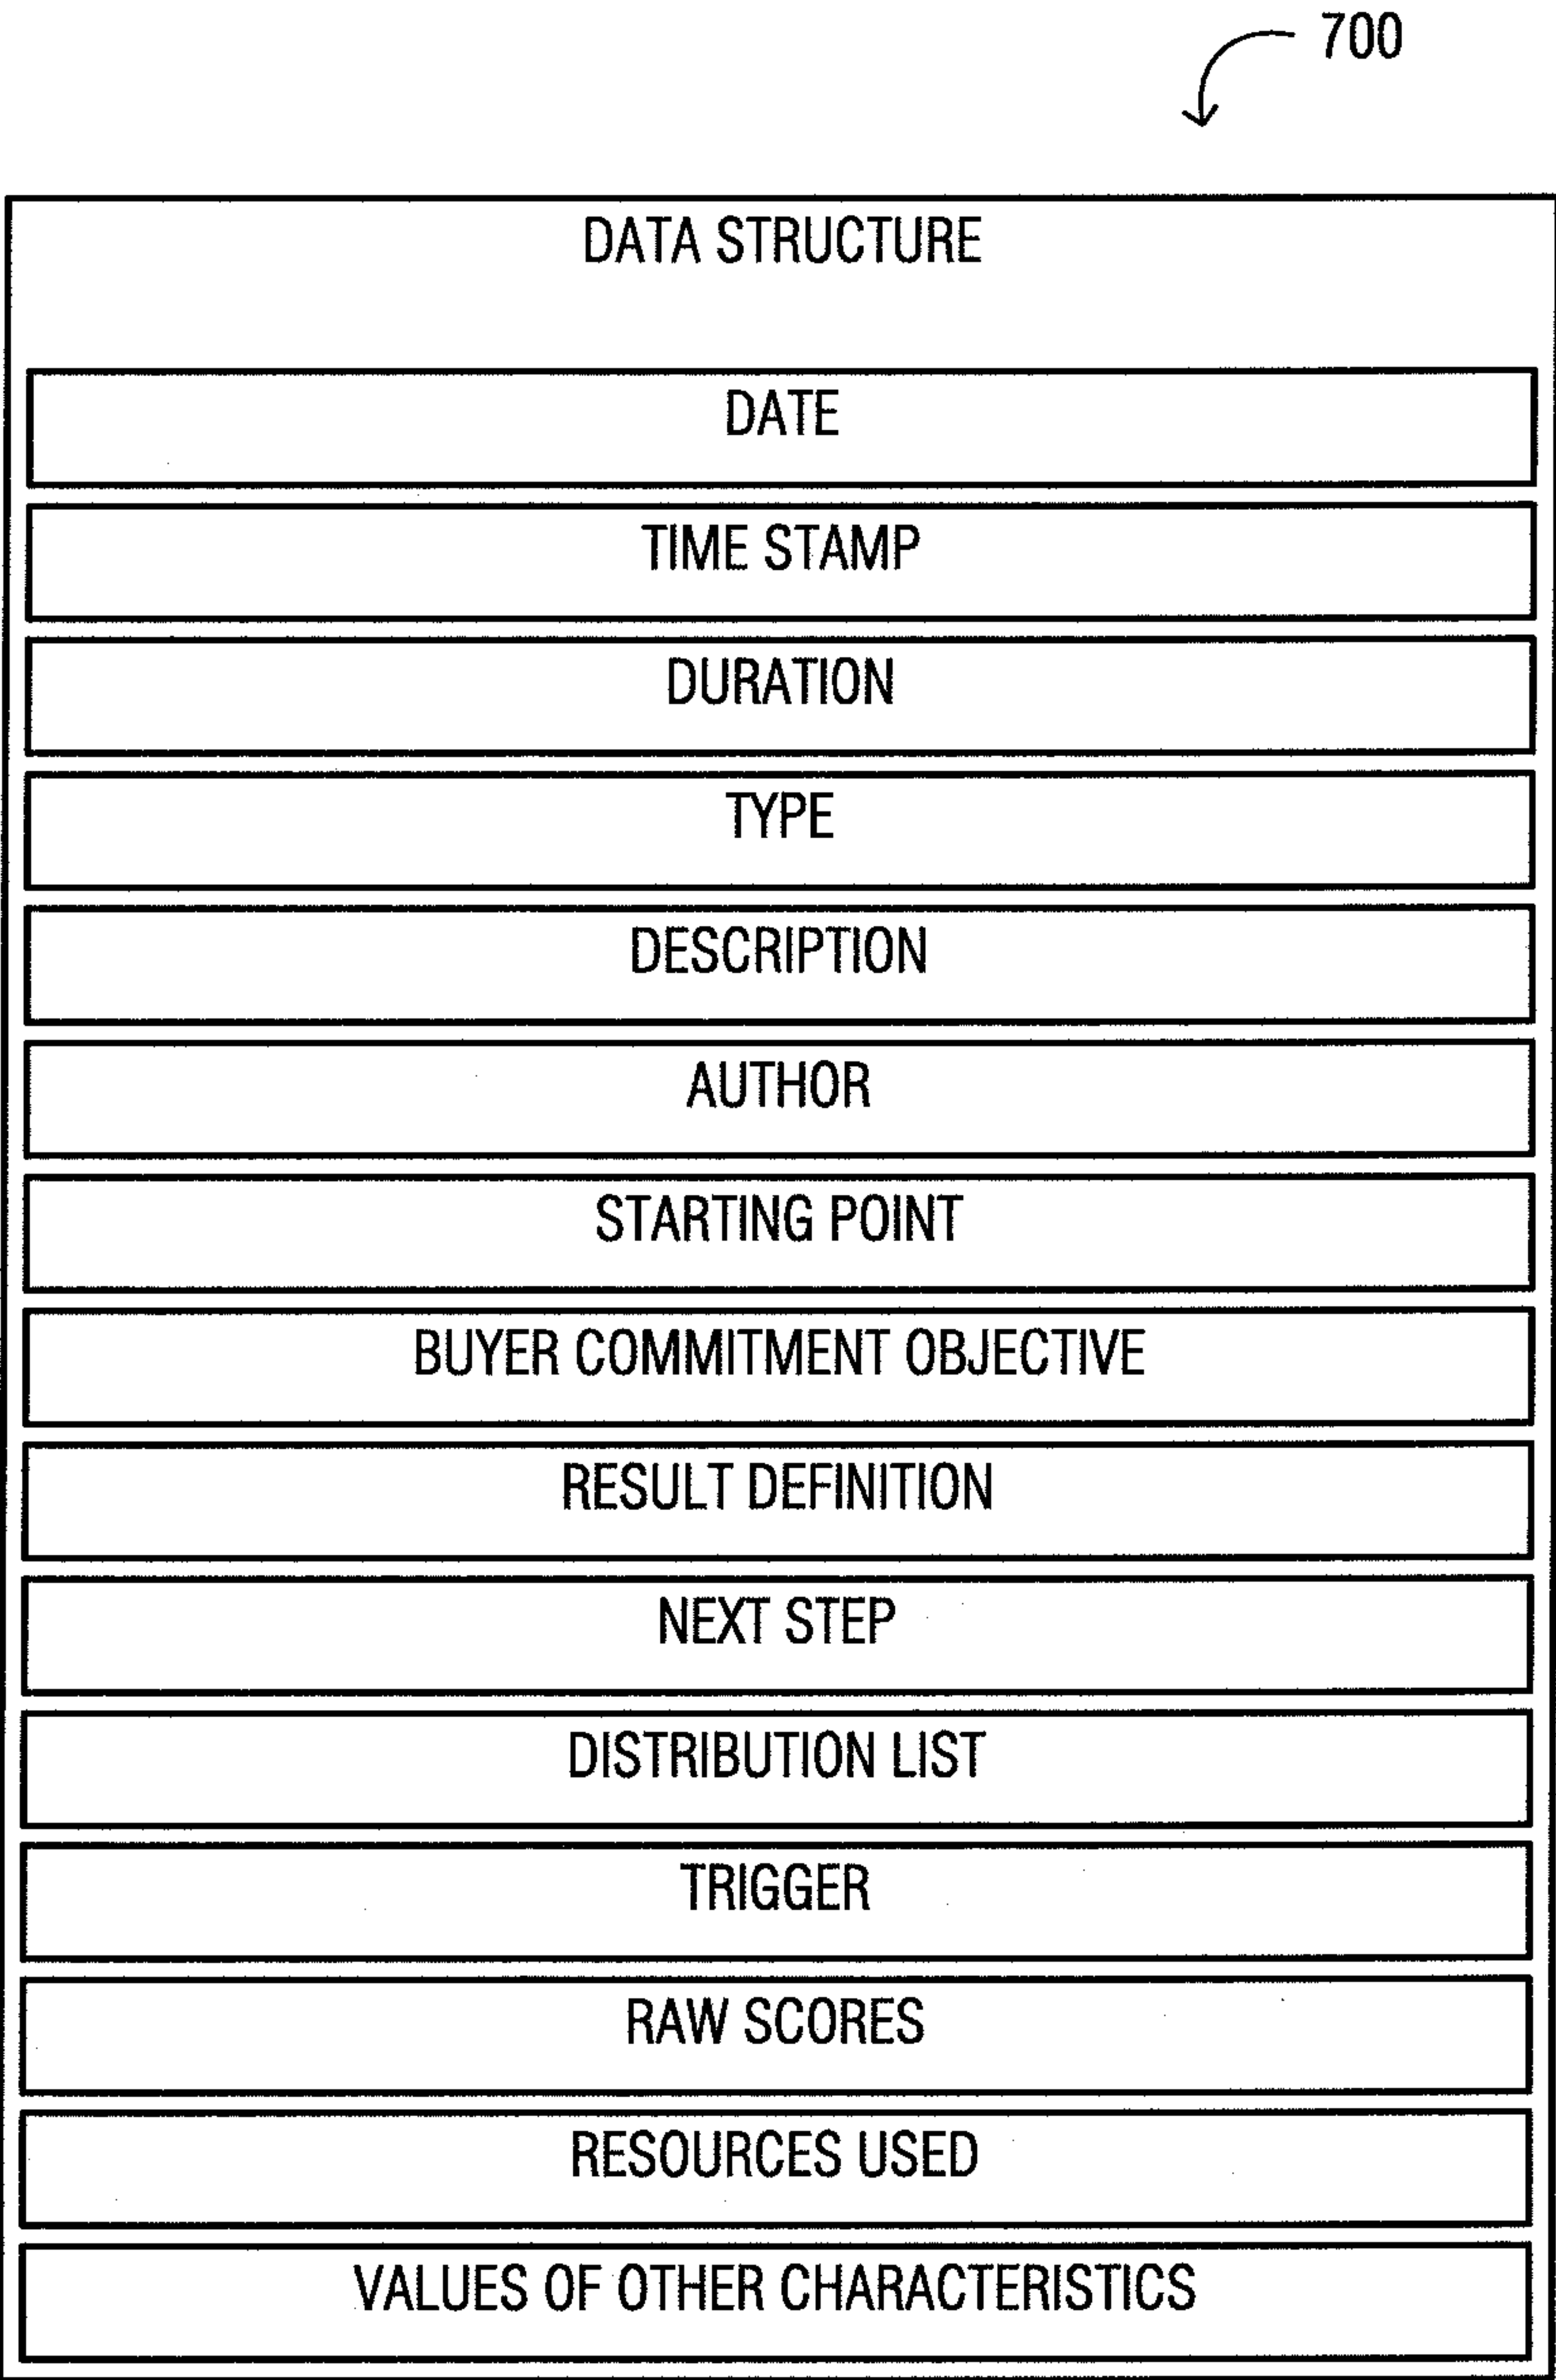 700
DATA STRUCTURE
DATE
TIME STAMP
DURATION
TYPE
DESCRIPTION
AUTHOR
STARTING POINT
BUYER COMMITMENT OBJECTIVE
RESULT DEFINITION
NEXT STEP
DISTRIBUTION LIST
TRIGGER
RAW SCORES
RESOURCES USED
VALUES OF OTHER CHARACTERISTICS